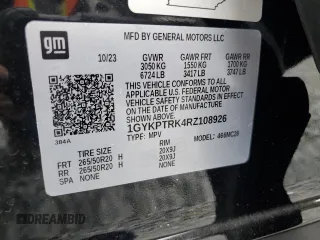 gm
MFD BY GENERAL MOTORS LLC
10/23 GVWR GAWR FRT GAWR RR
3050 KG 1550 KG 1700 KG
6724 LB 3417 LB 3747 LB
THIS VEHICLE CONFORMS TO ALL APPLICABLE
U.S. FEDERAL MOTOR VEHICLE SAFETY
STANDARDS IN EFFECT ON THE
DATE OF MANUFACTURE SHOWN ABOVE.
1GYKPTRK4RZ108926
TYPE: MPV MODEL: 6MC26
384A
TIRE SIZE RIM
FRT 265/50R20 H 20X9J
RR 265/50R20 H 20X9J
SPA NONE NONE
DREAMBID